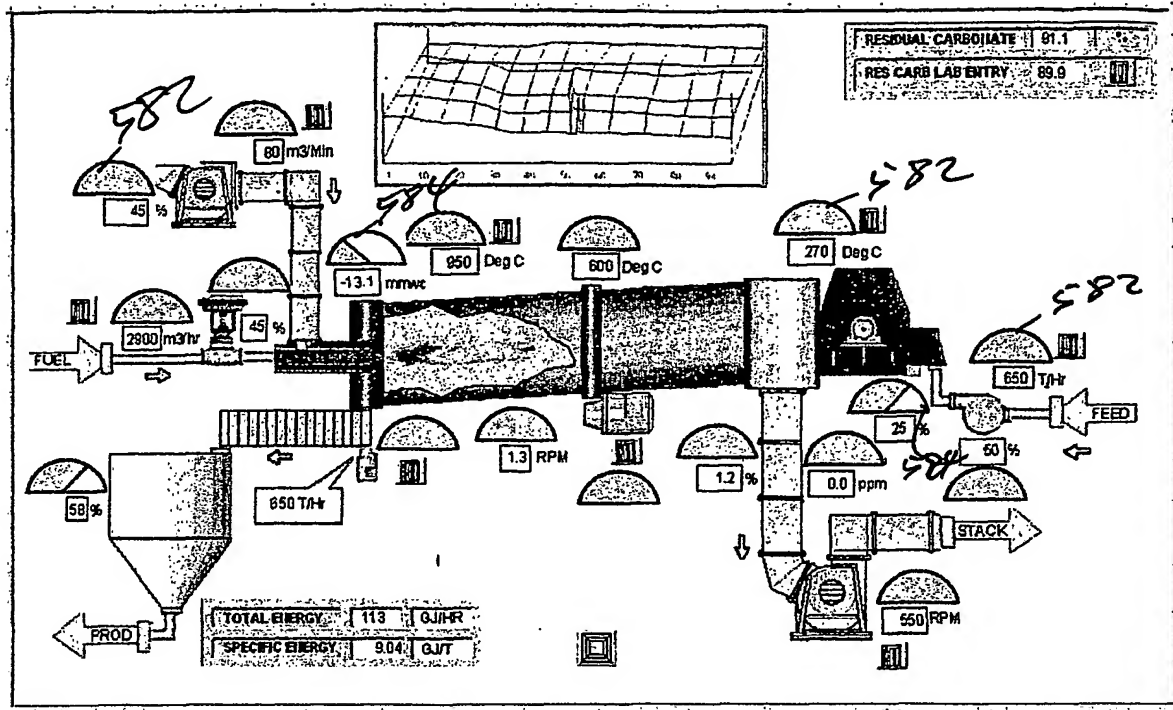 RESIDUAL CARBONATE 91.1
RES CARB LAB ENTRY 89.9
582
80 m3/Min
45 %
584
582
950 Deg C
600 Deg C
270 Deg C
-13.1 mmwc
582
2900 m3/hr
45 %
650 T/Hr
FUEL
FEED
25 %
60 %
584
1.3 RPM
1.2 %
0.0 ppm
58 %
650 T/Hr
STACK
PROD
TOTAL ENERGY 113 GJ/HR
SPECIFIC ENERGY 9.04 GJ/T
550 RPM